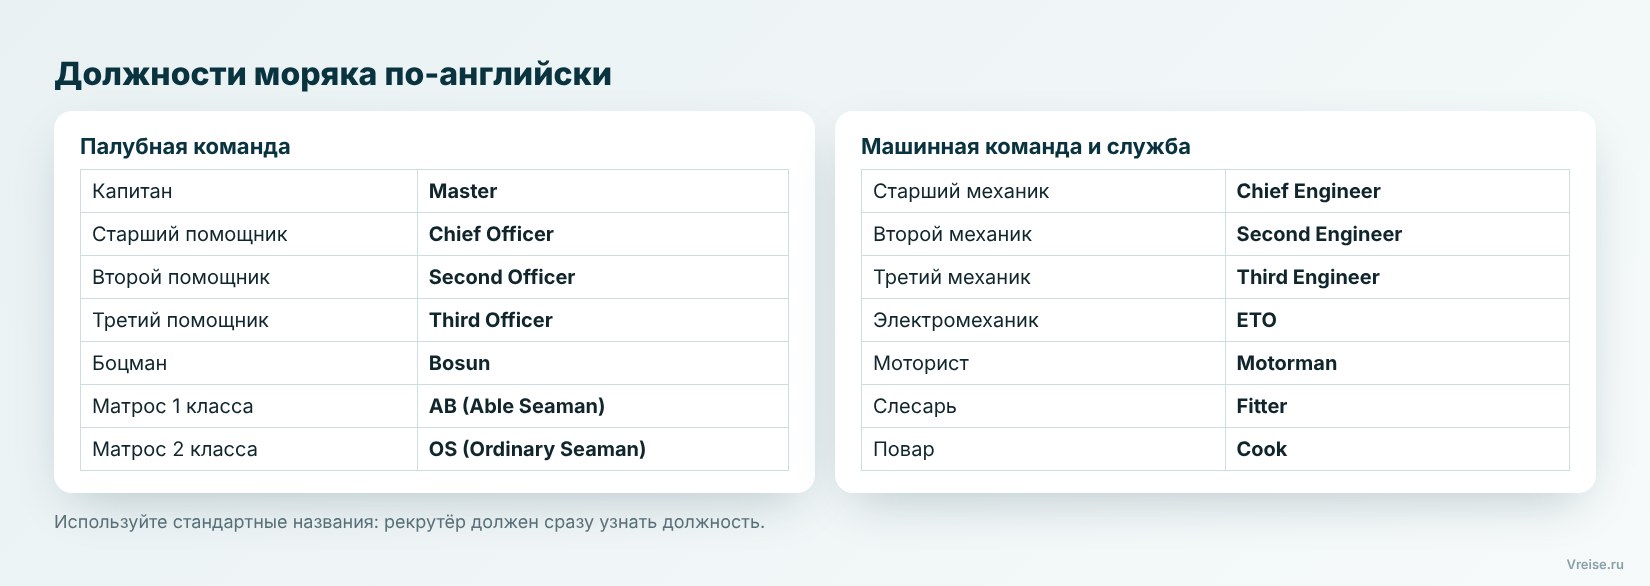 Должности моряка по-английски
Палубная команда
Капитан Master
Старший помощник Chief Officer
Второй помощник Second Officer
Третий помощник Third Officer
Боцман Bosun
Матрос 1 класса AB (Able Seaman)
Матрос 2 класса OS (Ordinary Seaman)
Машинная команда и служба
Старший механик Chief Engineer
Второй механик Second Engineer
Третий механик Third Engineer
Электромеханик ETO
Моторист Motorman
Слесарь Fitter
Повар Cook
Используйте стандартные названия: рекрутёр должен сразу узнать должность.
Vreise.ru